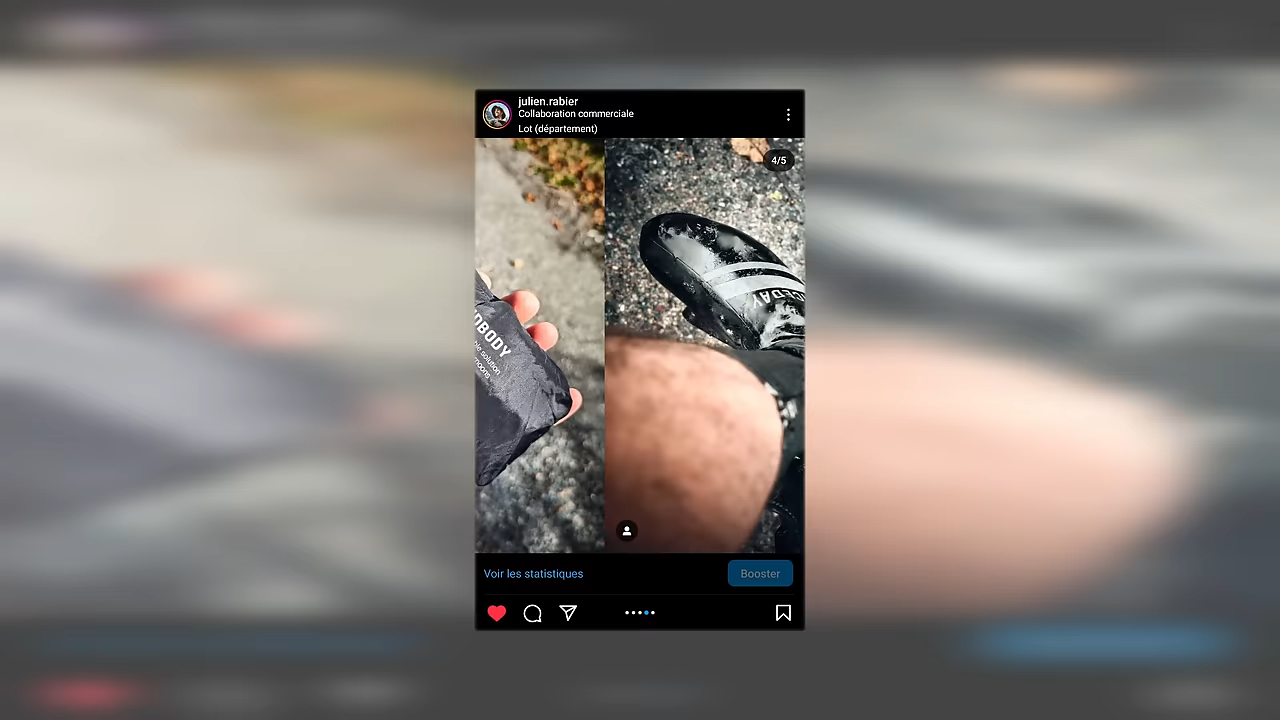 julien.rabier
Collaboration commerciale
Lot (département)
4/5
Voir les statistiques
Booster